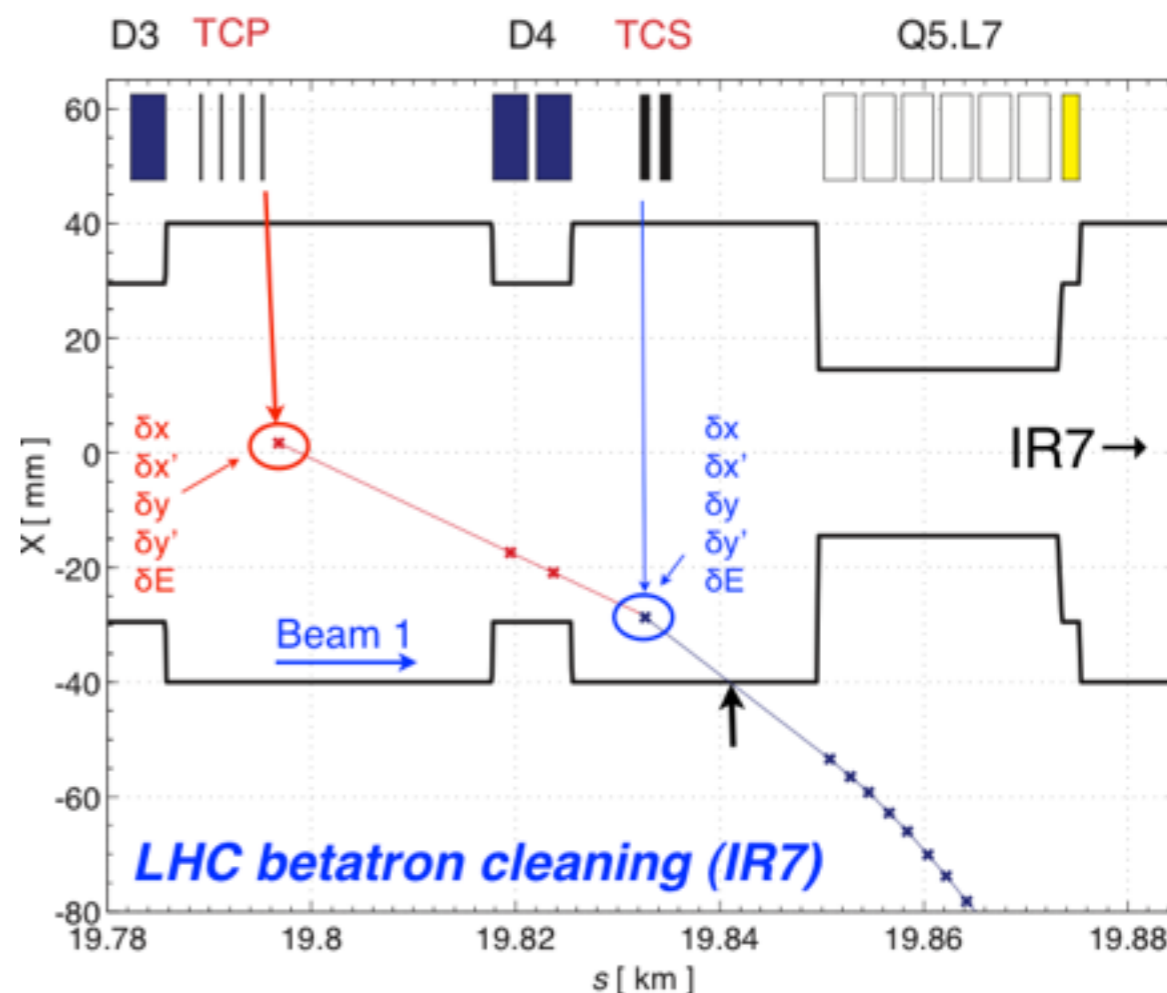 D3 TCP D4 TCS Q5.L7
60
40
20
0
-20
-40
-60
-80
X [ mm ]
δx
δx’
δy
δy’
δE
δx
δx’
δy
δy’
δE
IR7
Beam 1
LHC betatron cleaning (IR7)
19.78 19.8 19.82 19.84 19.86 19.88
s [ km ]